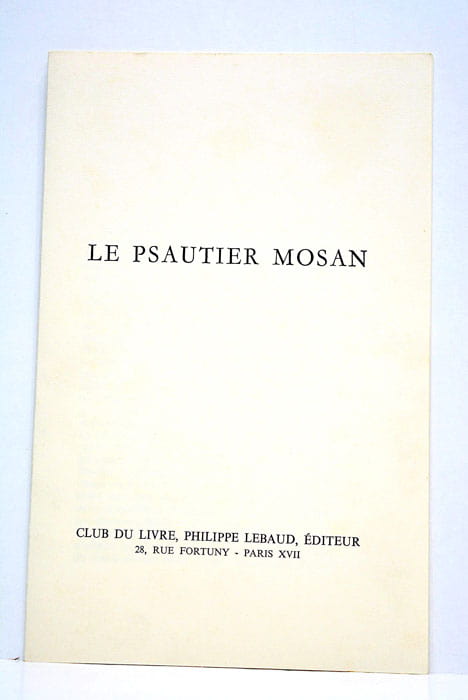 LE PSAUTIER MOSAN
CLUB DU LIVRE, PHILIPPE LEBAUD, ÉDITEUR
28, RUE FORTUNY - PARIS XVII